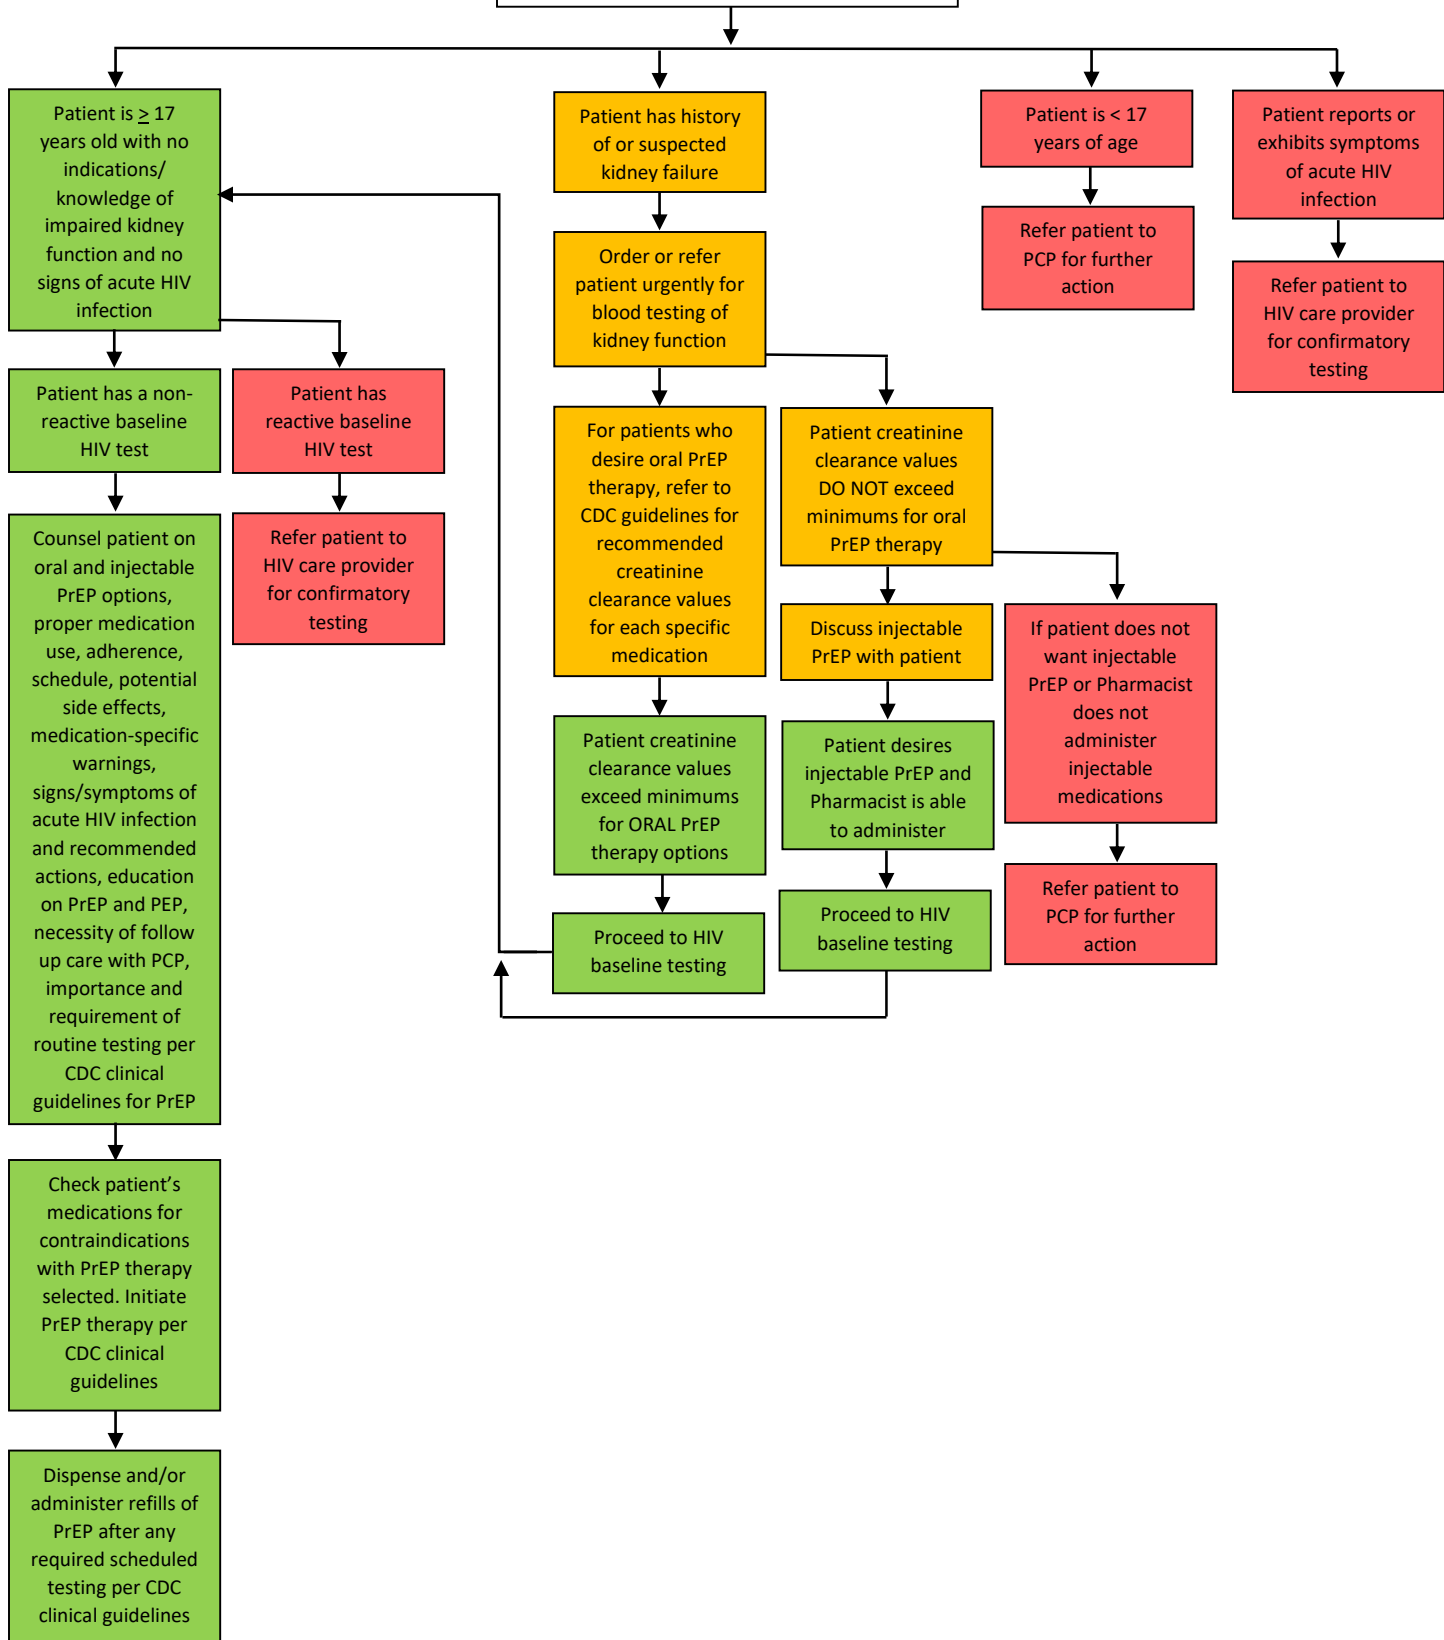 Patient is ≥ 17
years old with no
indications/
knowledge of
impaired kidney
function and no
signs of acute HIV
infection
Patient has a non-
reactive baseline
HIV test
Counsel patient on
oral and injectable
PrEP options,
proper medication
use, adherence,
schedule, potential
side effects,
medication-specific
warnings,
signs/symptoms of
acute HIV infection
and recommended
actions, education
on PrEP and PEP,
necessity of follow
up care with PCP,
importance and
requirement of
routine testing per
CDC clinical
guidelines for PrEP
Check patient’s
medications for
contraindications
with PrEP therapy
selected. Initiate
PrEP therapy per
CDC clinical
guidelines
Dispense and/or
administer refills of
PrEP after any
required scheduled
testing per CDC
clinical guidelines
Patient has
reactive baseline
HIV test
Refer patient to
HIV care provider
for confirmatory
testing
Patient has history
of or suspected
kidney failure
Order or refer
patient urgently for
blood testing of
kidney function
For patients who
desire oral PrEP
therapy, refer to
CDC guidelines for
recommended
creatinine
clearance values
for each specific
medication
Patient creatinine
clearance values
exceed minimums
for ORAL PrEP
therapy options
Proceed to HIV
baseline testing
Patient creatinine
clearance values
DO NOT exceed
minimums for oral
PrEP therapy
Discuss injectable
PrEP with patient
Patient desires
injectable PrEP and
Pharmacist is able
to administer
Proceed to HIV
baseline testing
If patient does not
want injectable
PrEP or Pharmacist
does not
administer
injectable
medications
Refer patient to
PCP for further
action
Patient is < 17
years of age
Refer patient to
PCP for further
action
Patient reports or
exhibits symptoms
of acute HIV
infection
Refer patient to
HIV care provider
for confirmatory
testing